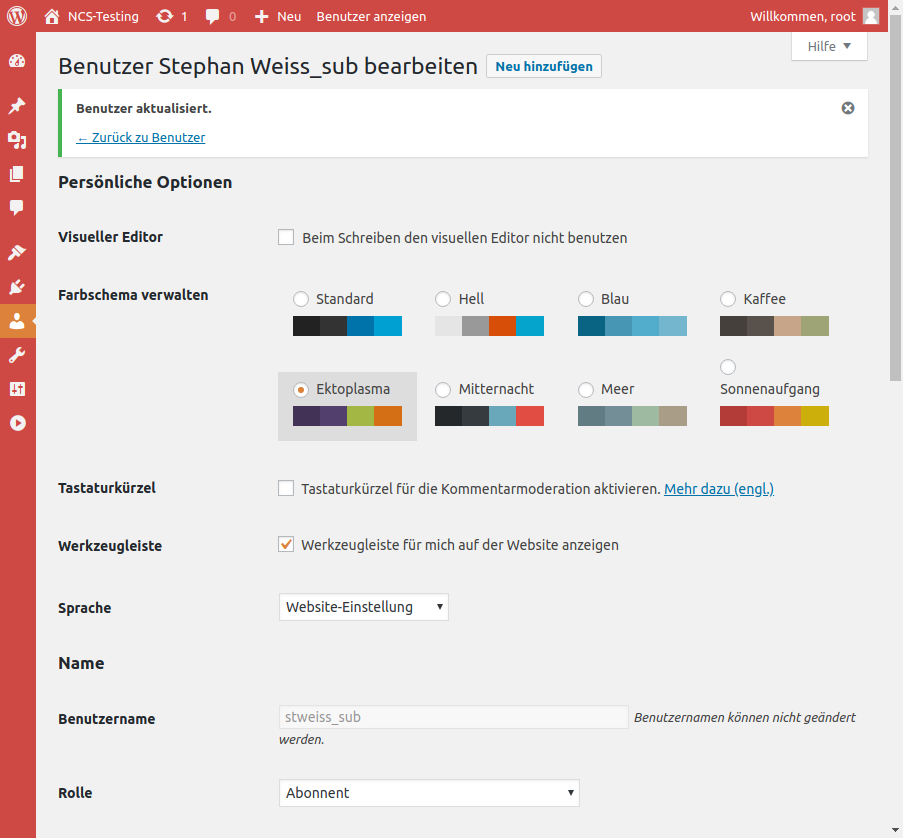 NCS-Testing 1 0 Neu Benutzer anzeigen Willkommen, root
Hilfe
Benutzer Stephan Weiss_sub bearbeiten Neu hinzufügen
Benutzer aktualisiert.
← Zurück zu Benutzer
Persönliche Optionen
Visueller Editor Beim Schreiben den visuellen Editor nicht benutzen
Farbschema verwalten Standard Hell Blau Kaffee
Ektoplasma Mitternacht Meer Sonnenaufgang
Tastaturkürzel Tastaturkürzel für die Kommentarmoderation aktivieren. Mehr dazu (engl.)
Werkzeugleiste Werkzeugleiste für mich auf der Website anzeigen
Sprache Website-Einstellung
Name
Benutzername stweiss_sub Benutzernamen können nicht geändert
werden.
Rolle Abonnent